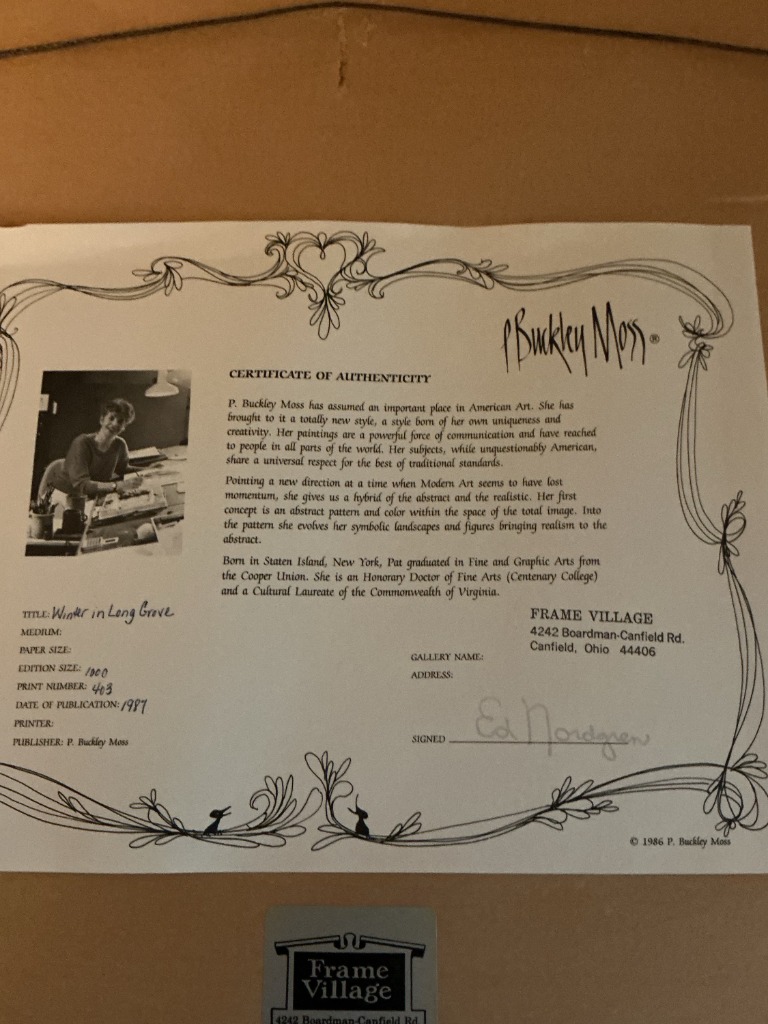 P Buckley Moss®
CERTIFICATE OF AUTHENTICITY
P. Buckley Moss has assumed an important place in American Art. She has
brought to it a totally new style, a style born of her own uniqueness and
creativity. Her paintings are a powerful force of communication and have reached
to people in all parts of the world. Her subjects, while unquestionably American,
share a universal respect for the best of traditional standards.
Pointing a new direction at a time when Modern Art seems to have lost
momentum, she gives us a hybrid of the abstract and the realistic. Her first
concept is an abstract pattern and color within the space of the total image. Into
the pattern she evolves her symbolic landscapes and figures bringing realism to the
abstract.
Born in Staten Island, New York, Pat graduated in Fine and Graphic Arts from
the Cooper Union. She is an Honorary Doctor of Fine Arts (Centenary College)
and a Cultural Laureate of the Commonwealth of Virginia.
TITLE: Winter in Long Grove
MEDIUM:
PAPER SIZE:
EDITION SIZE: 1000
PRINT NUMBER: 403
DATE OF PUBLICATION: 1987
PRINTER:
PUBLISHER: P. Buckley Moss
FRAME VILLAGE
4242 Boardman-Canfield Rd.
Canfield, Ohio 44406
GALLERY NAME:
ADDRESS:
SIGNED Ed Nordgren
© 1986 P. Buckley Moss
Frame
Village
4242 Boardman-Canfield Rd.